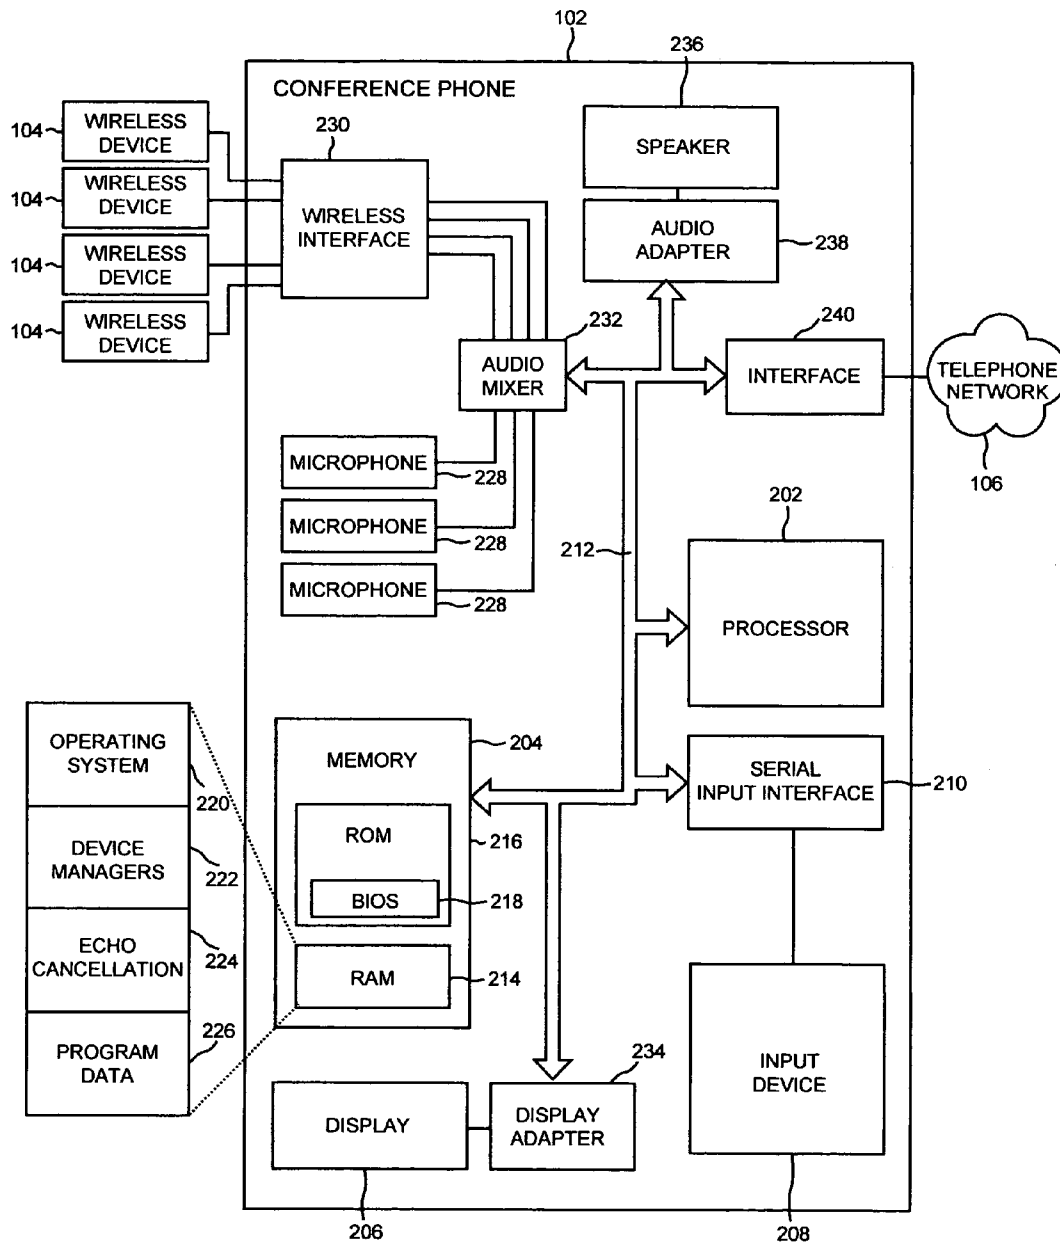 102
236
CONFERENCE PHONE
104
WIRELESS
DEVICE
230
SPEAKER
104
WIRELESS
DEVICE
WIRELESS
INTERFACE
AUDIO
ADAPTER
238
104
WIRELESS
DEVICE
104
WIRELESS
DEVICE
232
240
AUDIO
MIXER
INTERFACE
TELEPHONE
NETWORK
106
MICROPHONE
228
MICROPHONE
228
MICROPHONE
228
212
202
PROCESSOR
OPERATING
SYSTEM
220
DEVICE
MANAGERS
222
ECHO
CANCELLATION
224
PROGRAM
DATA
226
MEMORY
204
ROM
216
BIOS
218
RAM
214
SERIAL
INPUT INTERFACE
210
INPUT
DEVICE
208
234
DISPLAY
DISPLAY
ADAPTER
206